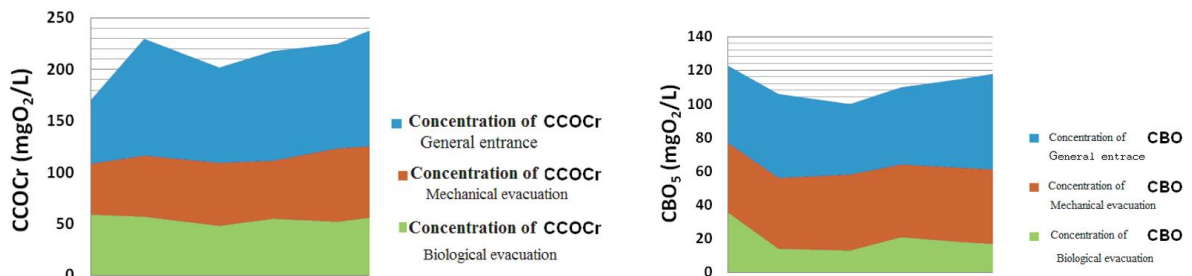 250
200
150
100
50
0
CCOCr (mgO2/L)
Concentration of CCOCr
General entrance
Concentration of CCOCr
Mechanical evacuation
Concentration of CCOCr
Biological evacuation
140
120
100
80
60
40
20
0
CBO5 (mgO2/L)
Concentration of CBO
General entrace
Concentration of CBO
Mechanical evacuation
Concentration of CBO
Biological evacuation